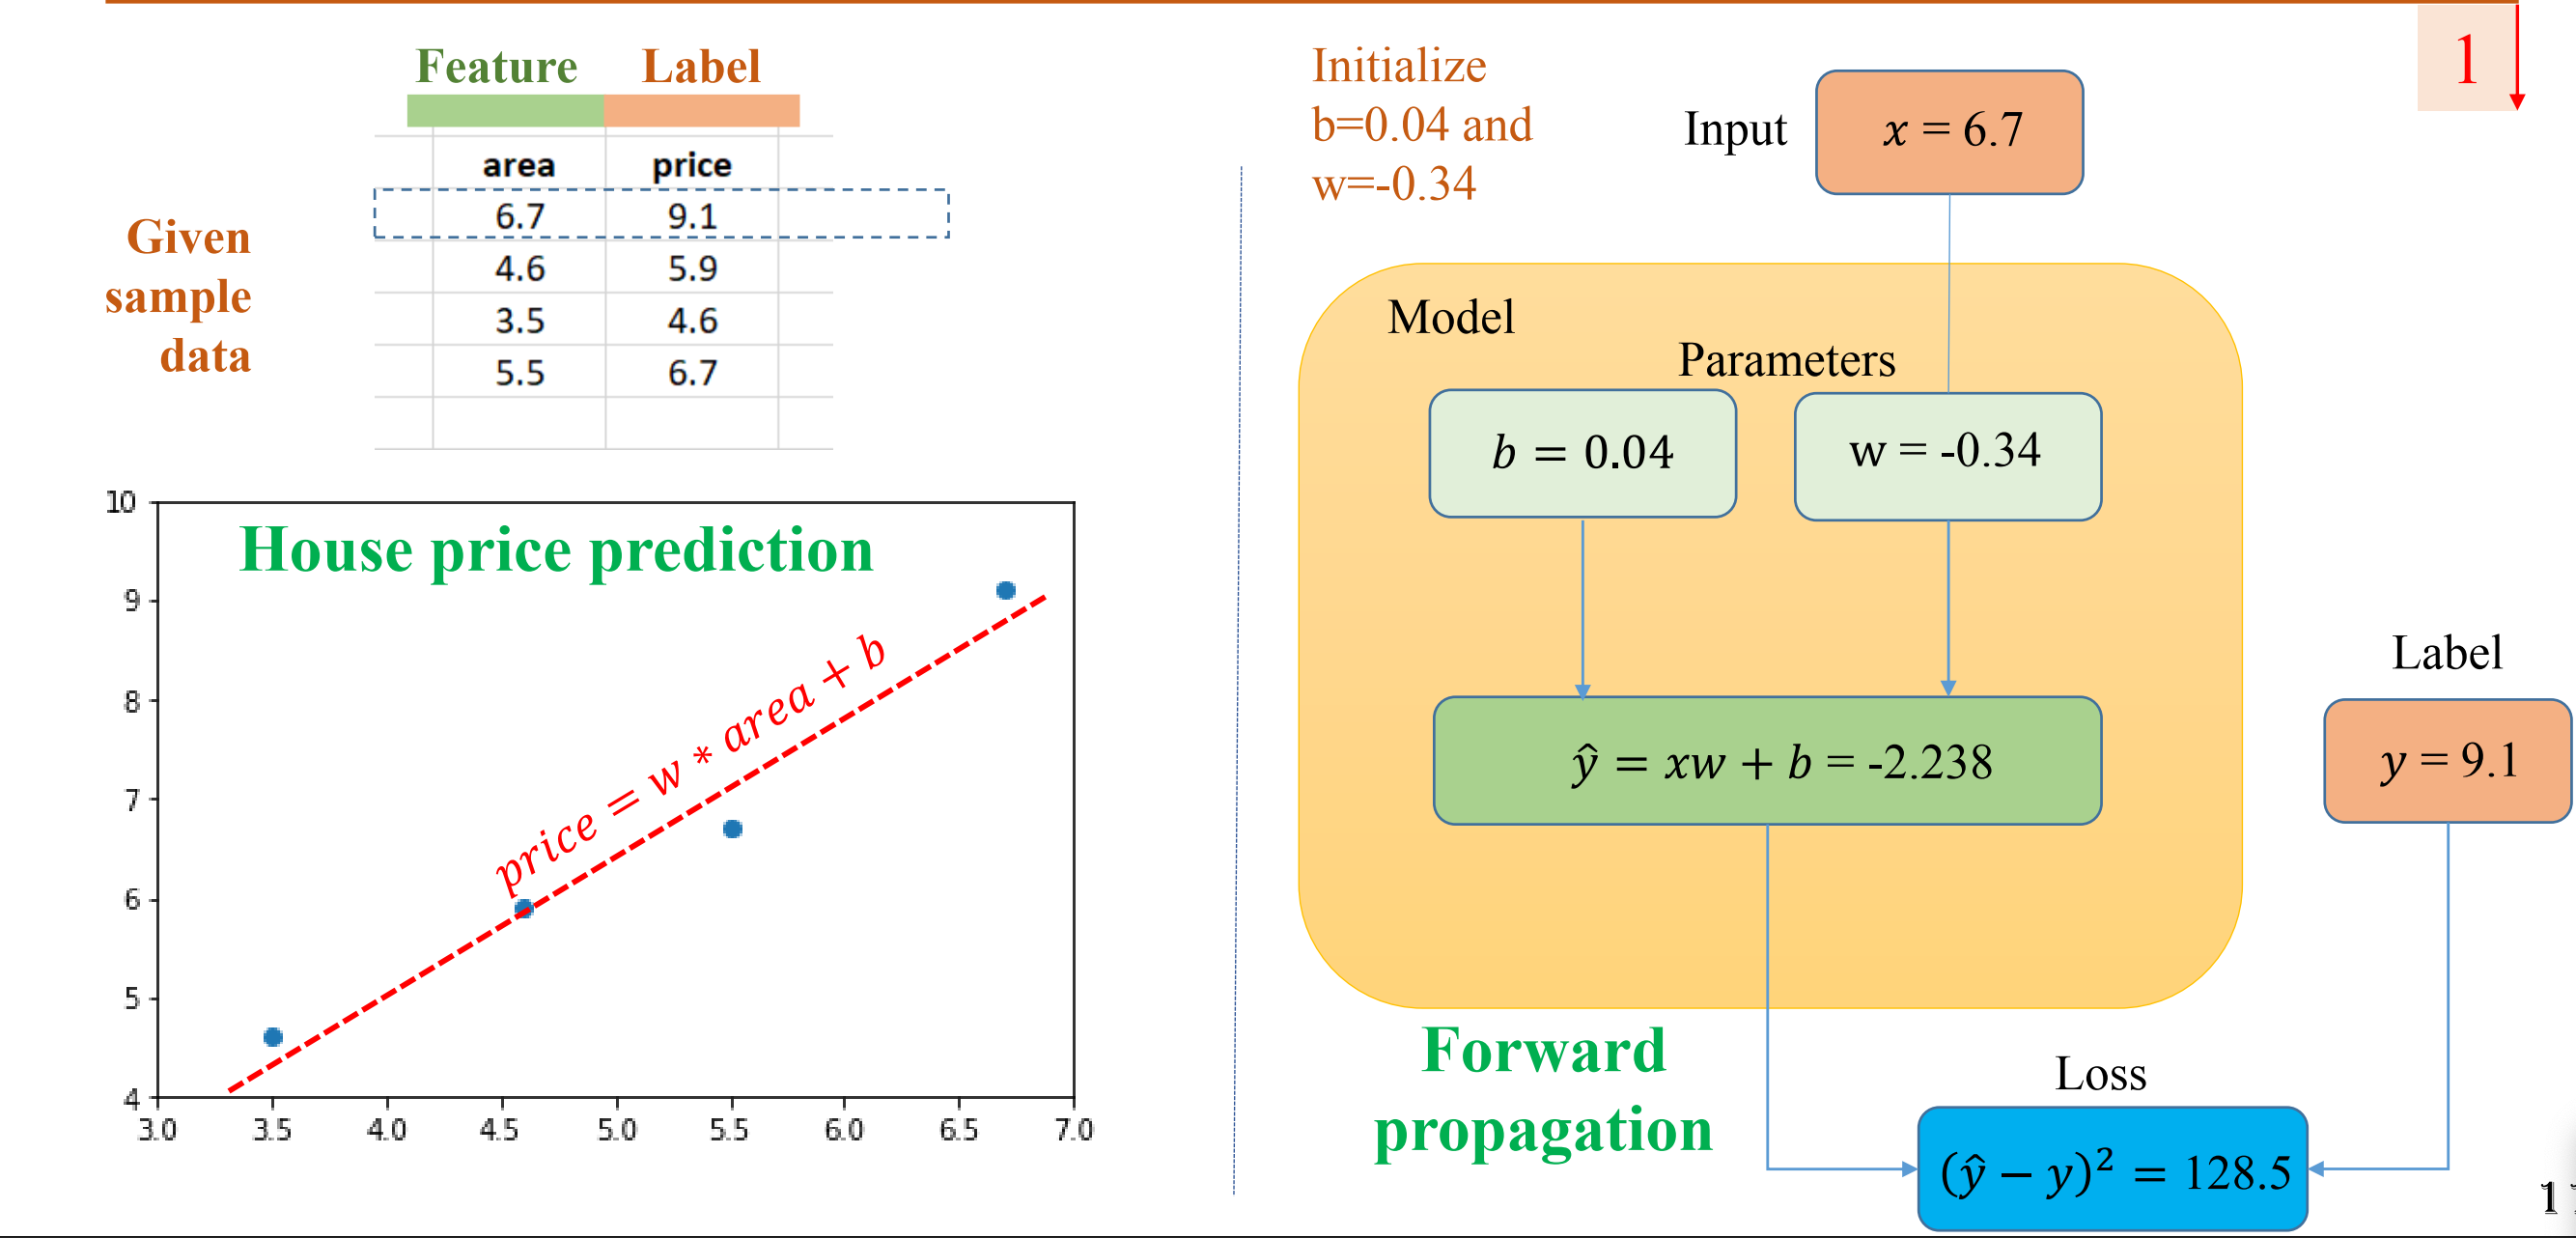 1
Feature Label
area price
6.7 9.1
4.6 5.9
3.5 4.6
5.5 6.7
Given
sample
data
House price prediction
price = w * area + b
10
9
8
7
6
5
4
3.0 3.5 4.0 4.5 5.0 5.5 6.0 6.5 7.0
Initialize
b=0.04 and
w=-0.34
Input
x = 6.7
Model
Parameters
b = 0.04
w = -0.34
ŷ = xw + b = -2.238
Label
y = 9.1
Forward
propagation
Loss
(ŷ − y)² = 128.5